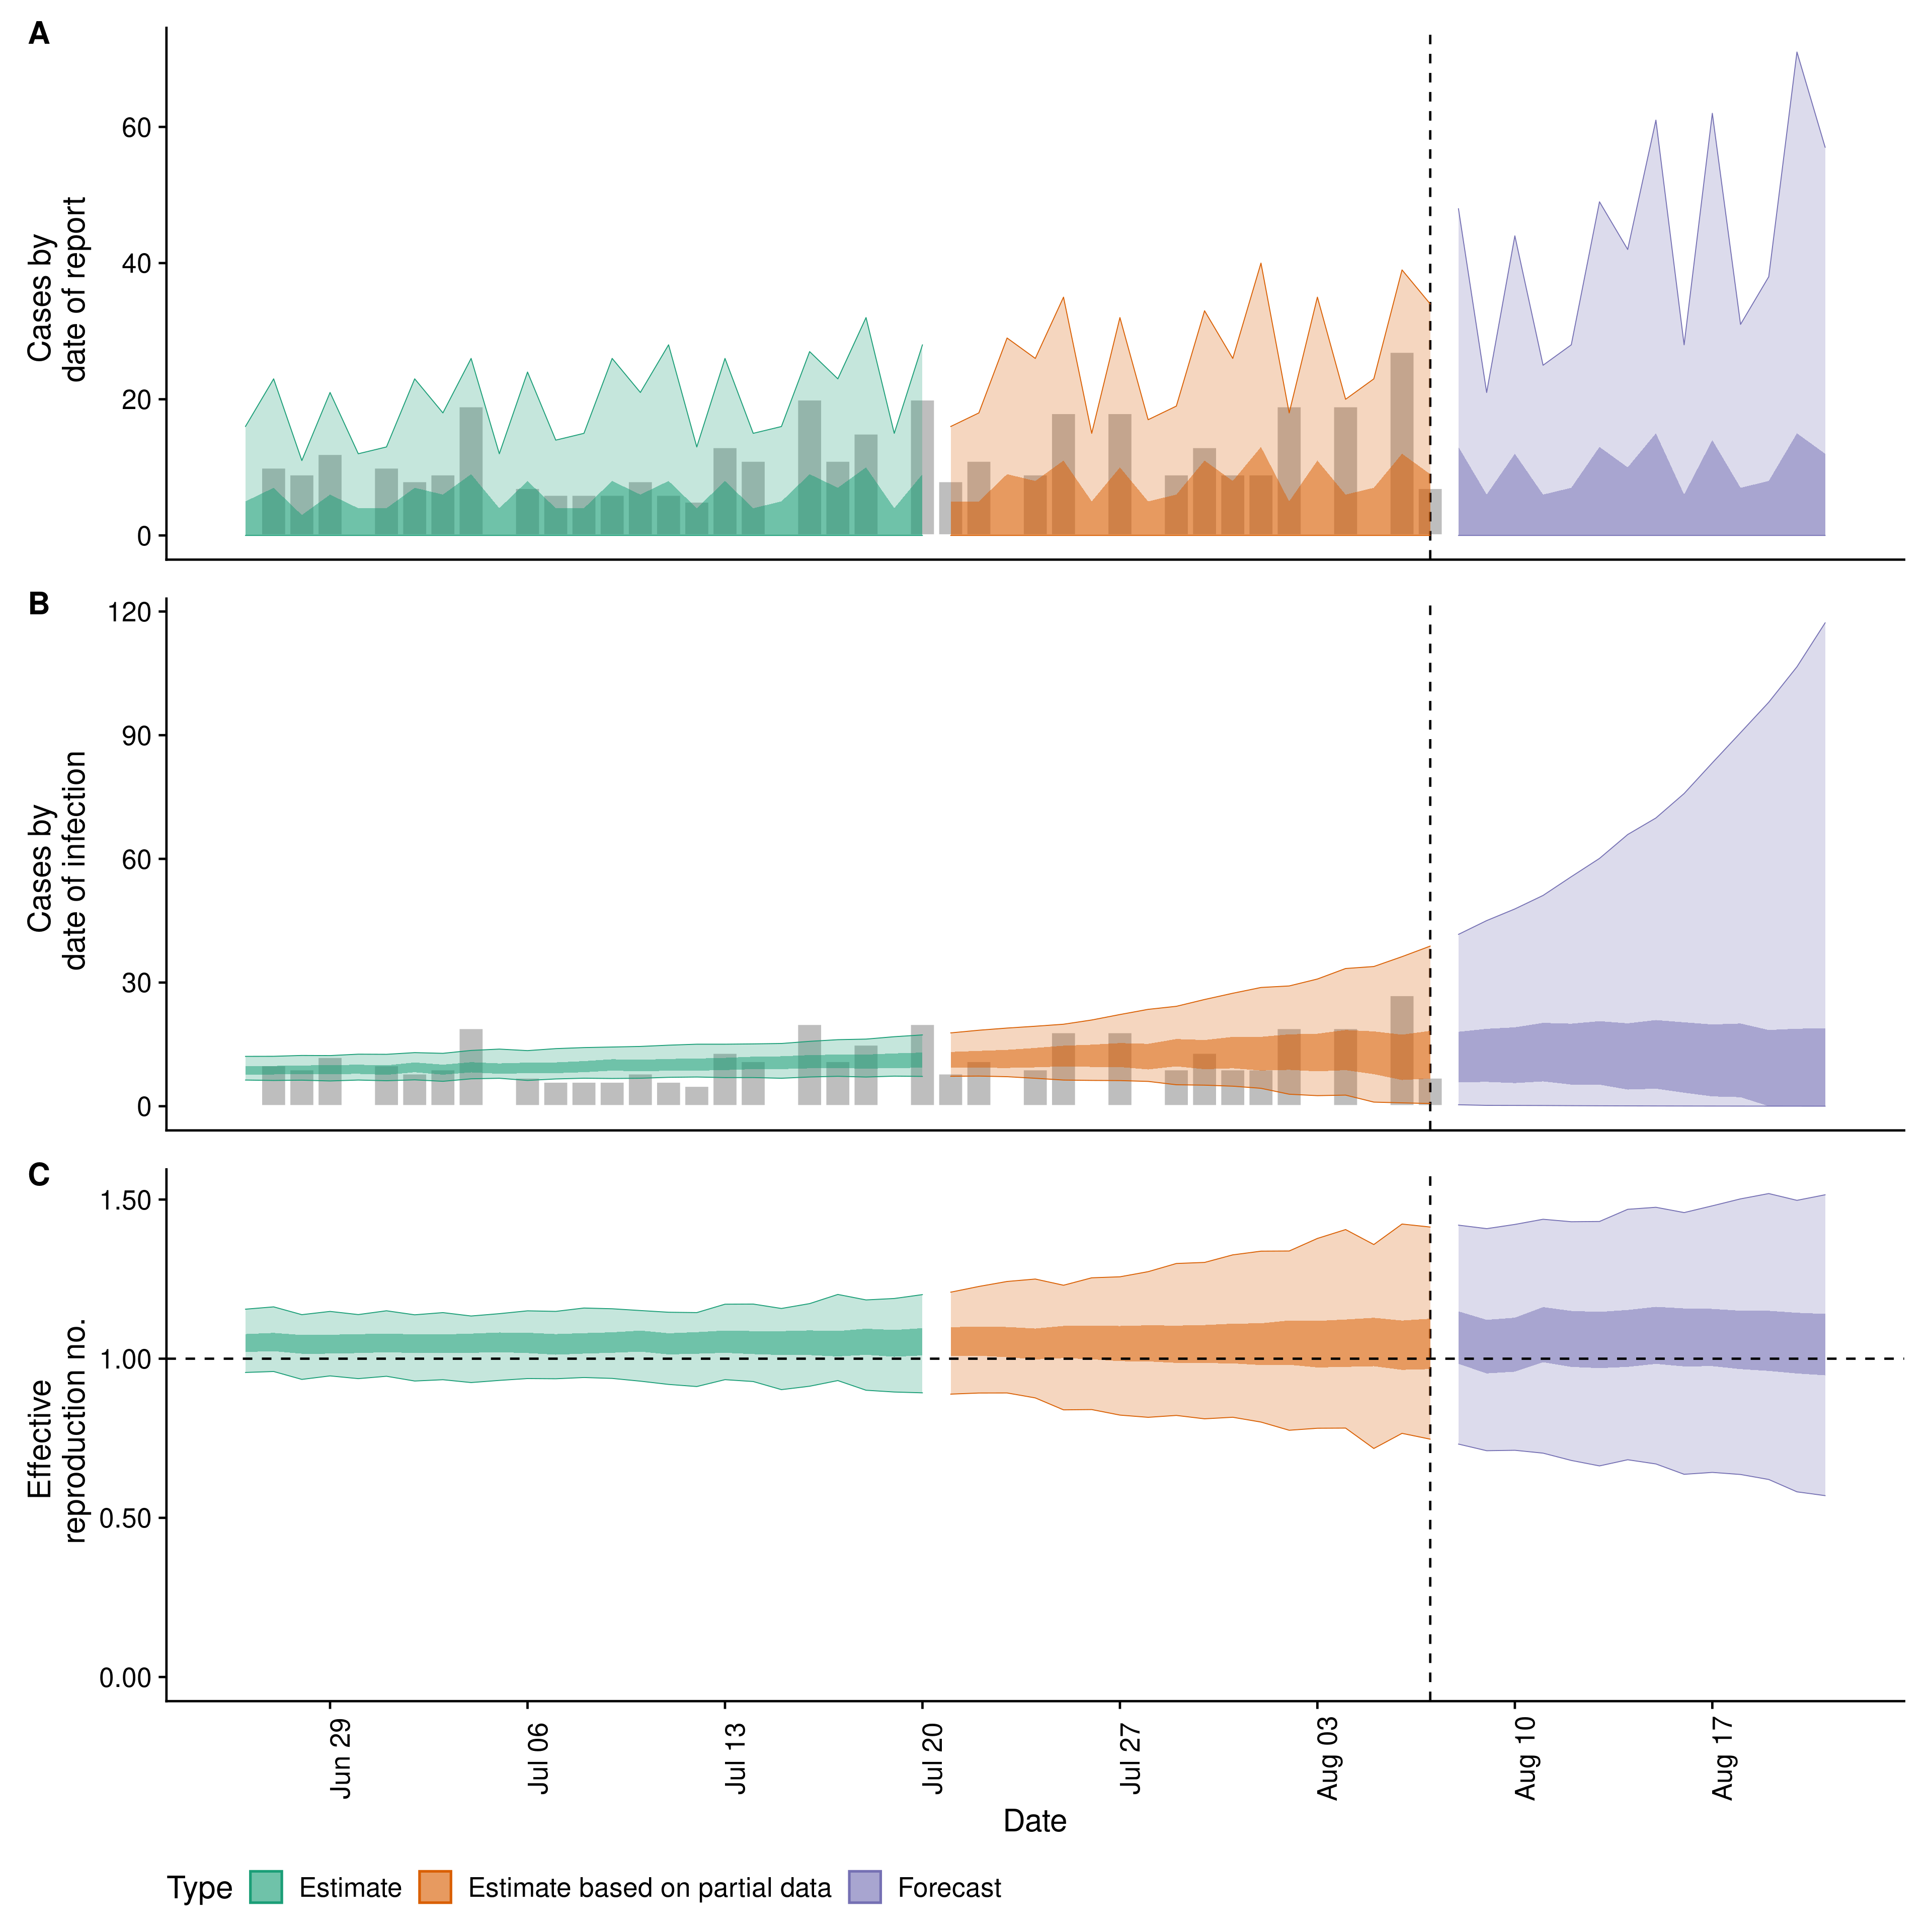 A
Cases by
date of report
60
40
20
0
B
Cases by
date of infection
120
90
60
30
0
C
Effective
reproduction no.
1.50
1.00
0.50
0.00
Jun 29
Jul 06
Jul 13
Jul 20
Jul 27
Aug 03
Aug 10
Aug 17
Date
Type Estimate Estimate based on partial data Forecast